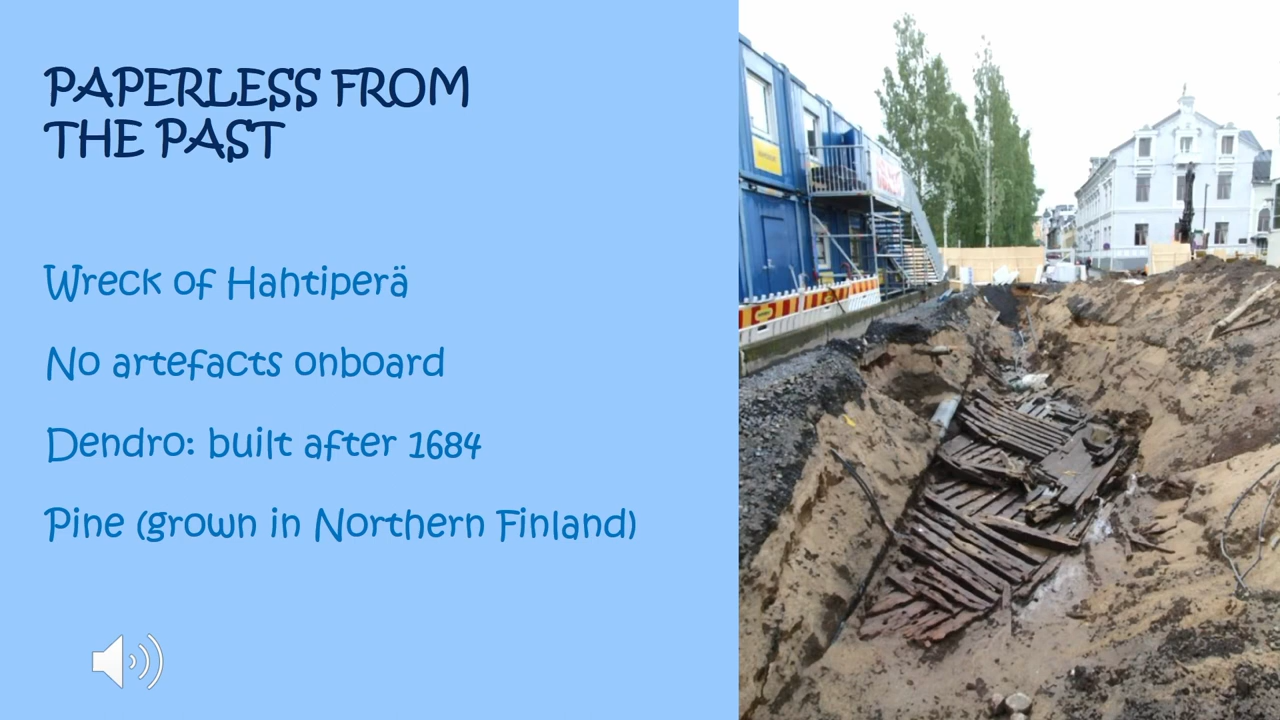 PAPERLESS FROM
THE PAST
Wreck of Hahtiperä
No artefacts onboard
Dendro: built after 1684
Pine (grown in Northern Finland)